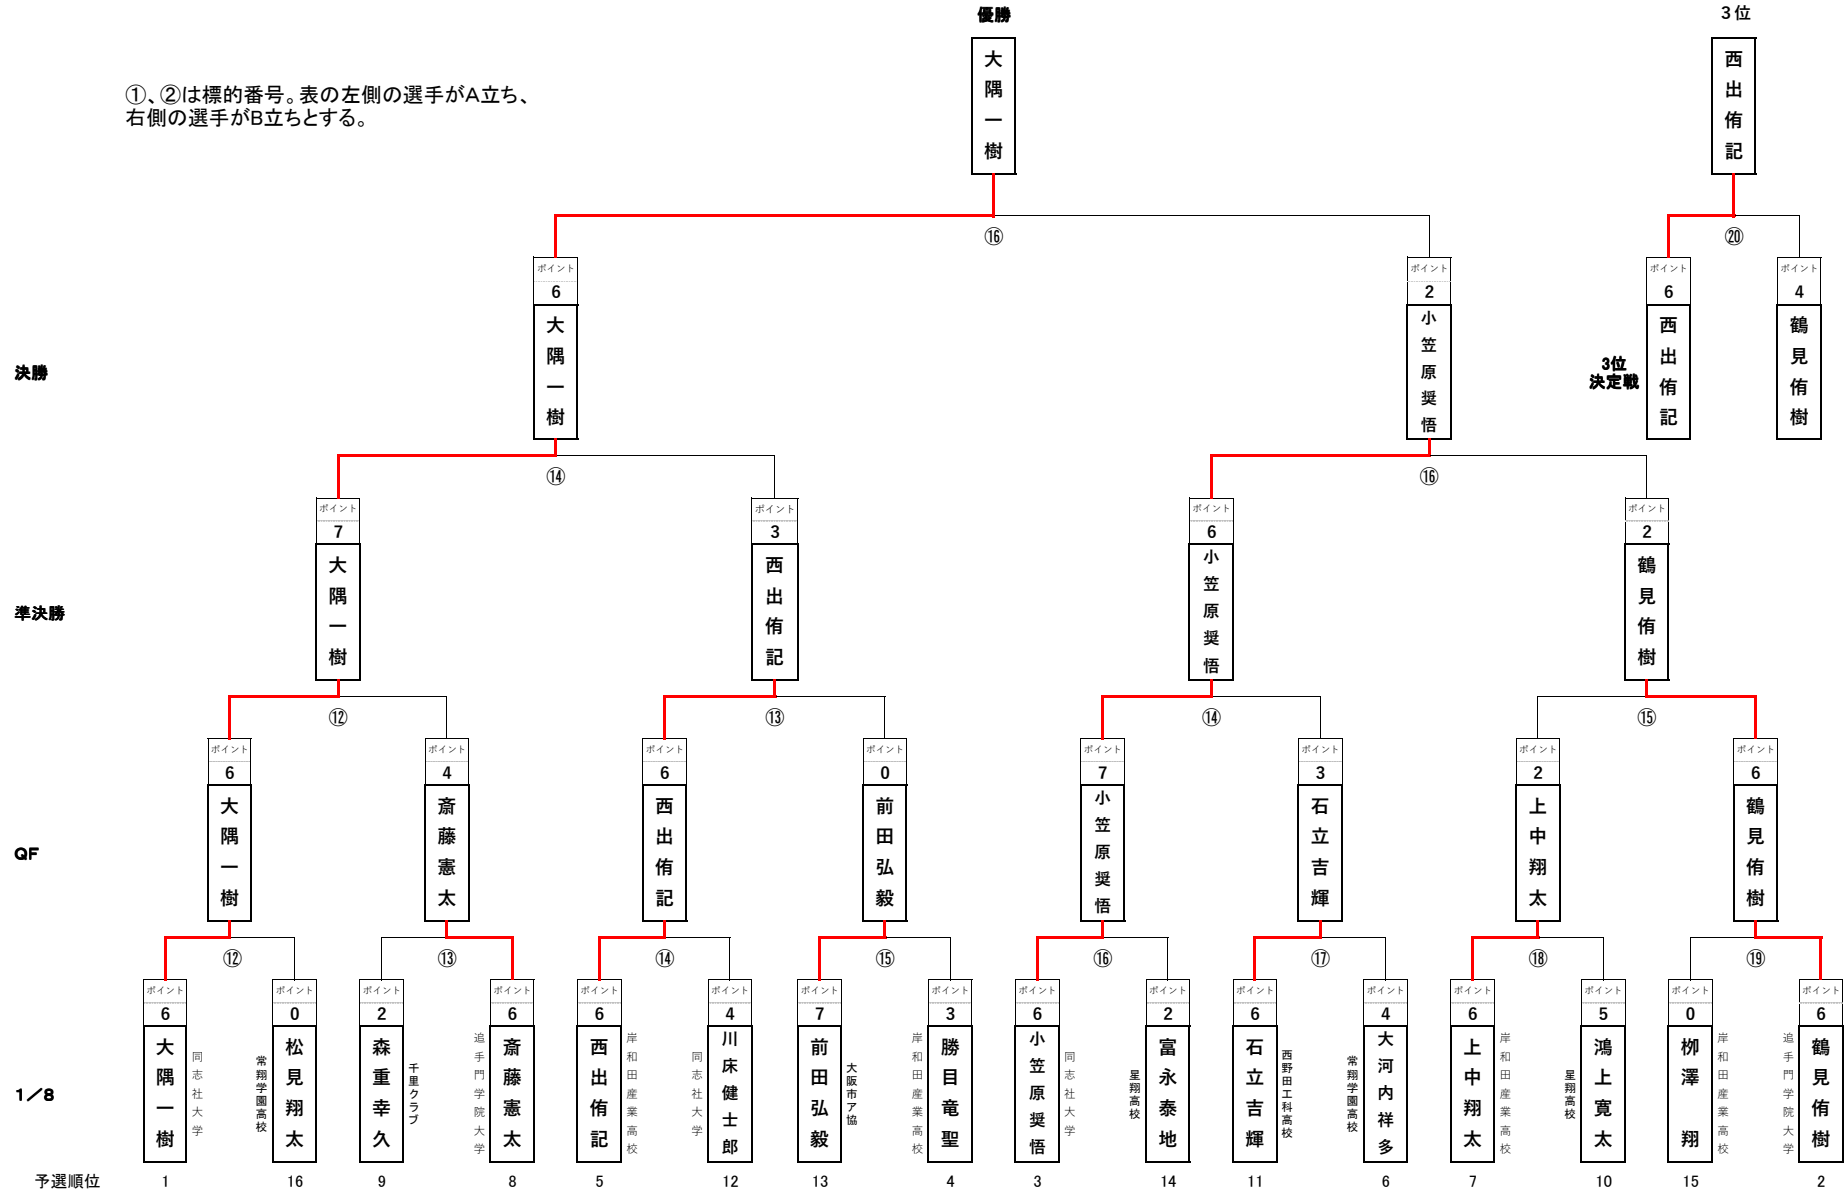 優勝
３位
大隅一樹
西出侑記
①、②は標的番号。表の左側の選手がA立ち、
右側の選手がB立ちとする。
⑯
⑳
ポイント ポイント ポイント ポイント
6 2 6 4
決勝
大隅一樹
小笠原奨悟
3位
決定戦
西出侑記
鶴見侑樹
⑭ ⑯
ポイント ポイント ポイント ポイント
7 3 6 2
準決勝
大隅一樹
西出侑記
小笠原奨悟
鶴見侑樹
⑫ ⑬ ⑭ ⑮
ポイント ポイント ポイント ポイント ポイント ポイント ポイント ポイント
6 4 6 0 7 3 2 6
QF
大隅一樹
斎藤憲太
西出侑記
前田弘毅
小笠原奨悟
石立吉輝
上中翔太
鶴見侑樹
⑫ ⑬ ⑭ ⑮ ⑯ ⑰ ⑱ ⑲
ポイント ポイント ポイント ポイント ポイント ポイント ポイント ポイント ポイント ポイント ポイント ポイント ポイント ポイント ポイント ポイント
6 0 2 6 6 4 7 3 6 2 6 4 6 5 0 6
1／8
大隅一樹
同志社大学
常翔学園高校
松見翔太
森重幸久
千里クラブ
追手門学院大学
斎藤憲太
西出侑記
岸和田産業高校
同志社大学
川床健士郎
前田弘毅
大阪市ア協
岸和田産業高校
勝目竜聖
小笠原奨悟
同志社大学
星翔高校
富永泰地
石立吉輝
西野田工科高校
常翔学園高校
大河内祥多
上中翔太
岸和田産業高校
星翔高校
鴻上寛太
栁澤　翔
岸和田産業高校
追手門学院大学
鶴見侑樹
予選順位 1 16 9 8 5 12 13 4 3 14 11 6 7 10 15 2